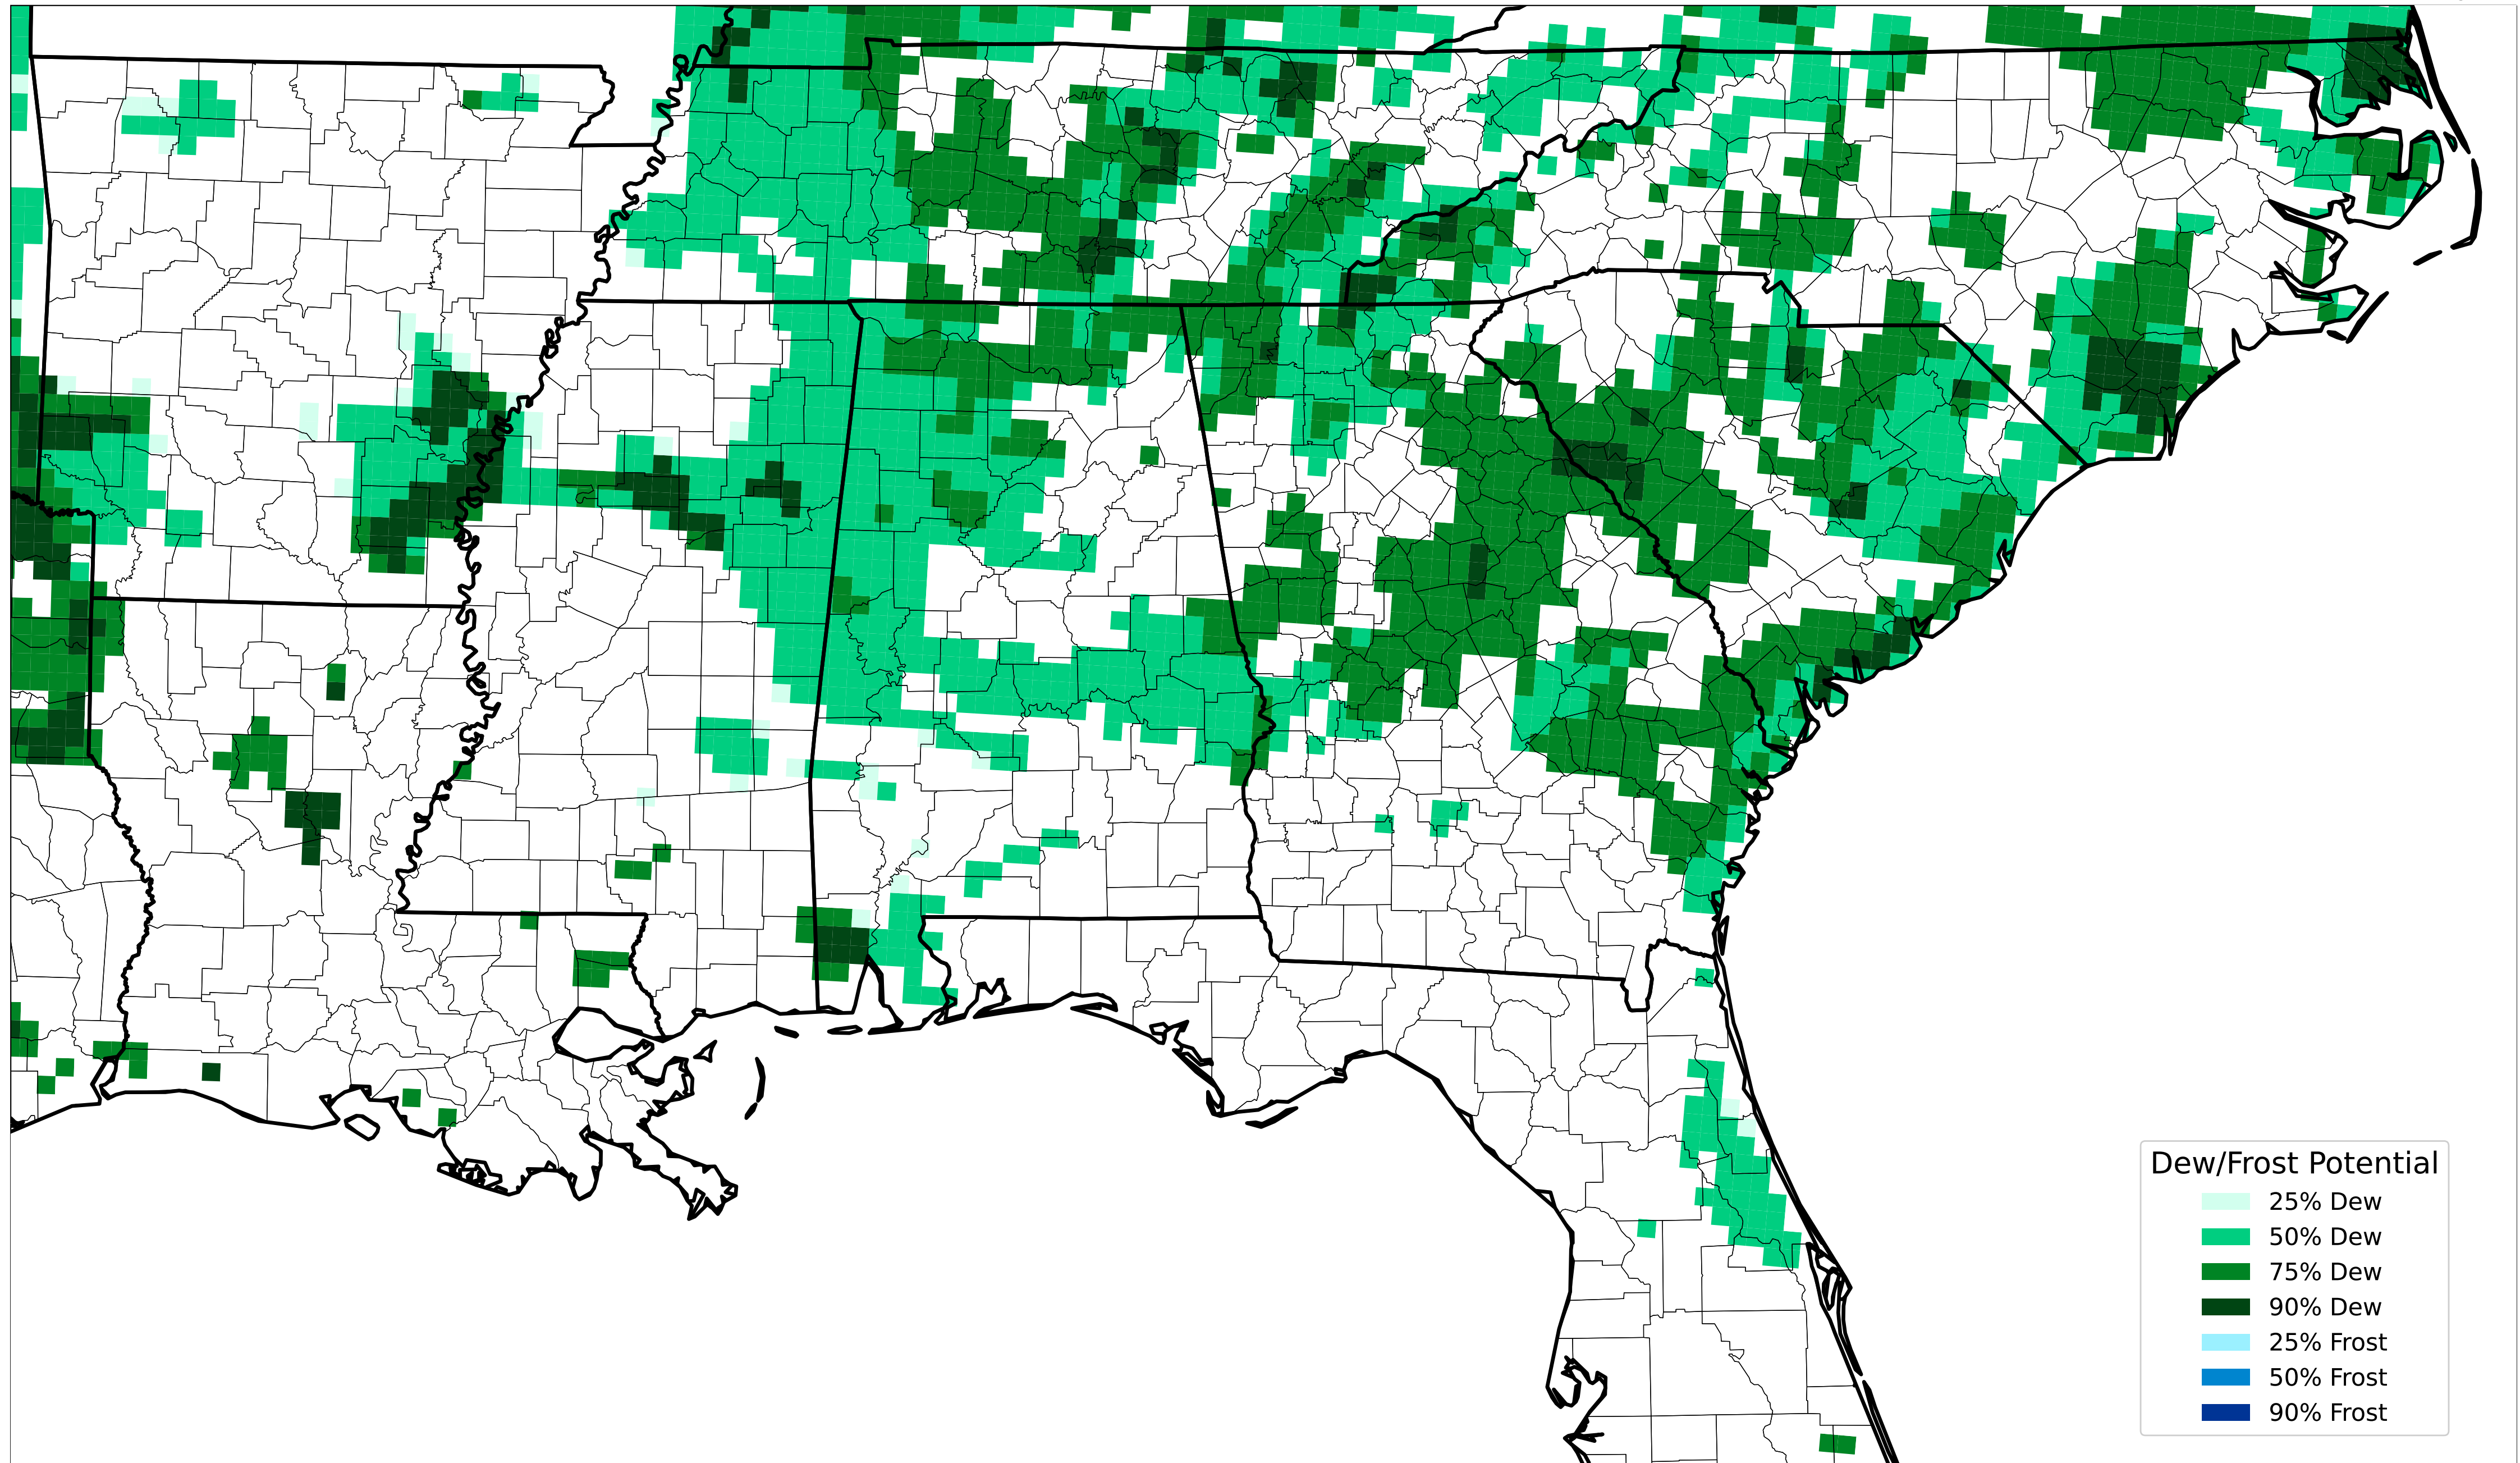 Dew/Frost Potential
25% Dew
50% Dew
75% Dew
90% Dew
25% Frost
50% Frost
90% Frost